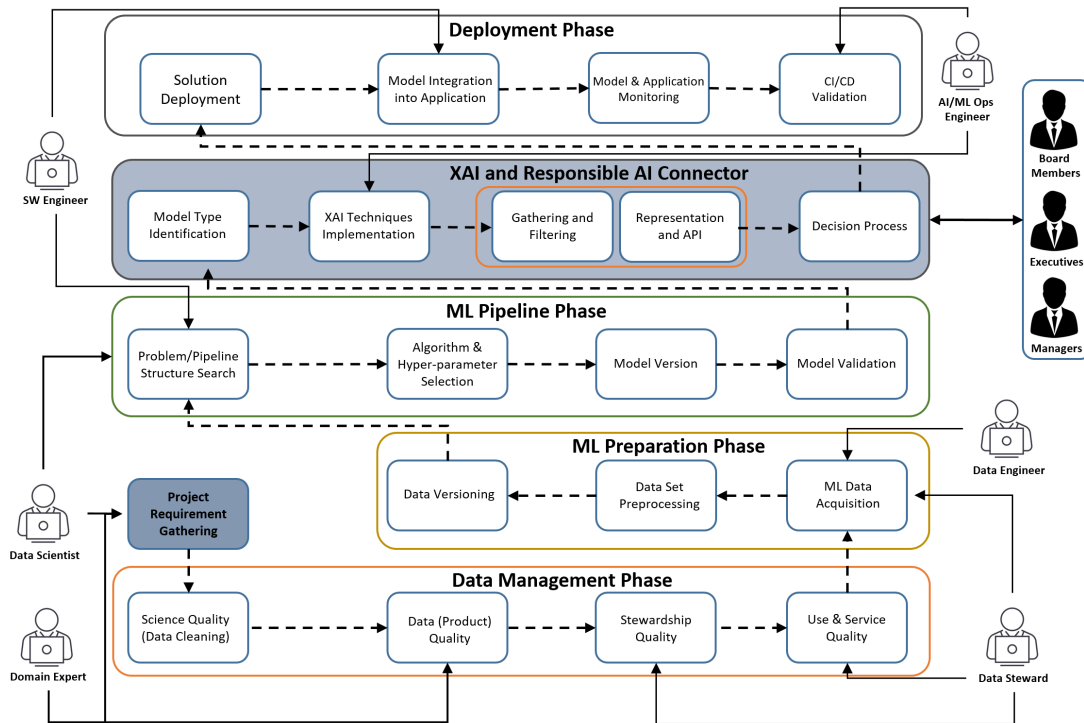 Deployment Phase
Solution
Deployment
Model Integration
into Application
Model & Application
Monitoring
CI/CD
Validation
AI/ML Ops
Engineer
SW Engineer
Board
Members
Executives
Managers
XAI and Responsible AI Connector
Model Type
Identification
XAI Techniques
Implementation
Gathering and
Filtering
Representation
and API
Decision Process
ML Pipeline Phase
Problem/Pipeline
Structure Search
Algorithm &
Hyper-parameter
Selection
Model Version
Model Validation
ML Preparation Phase
Data Versioning
Data Set
Preprocessing
ML Data
Acquisition
Data Engineer
Data Scientist
Project
Requirement
Gathering
Data Management Phase
Science Quality
(Data Cleaning)
Data (Product)
Quality
Stewardship
Quality
Use & Service
Quality
Domain Expert
Data Steward